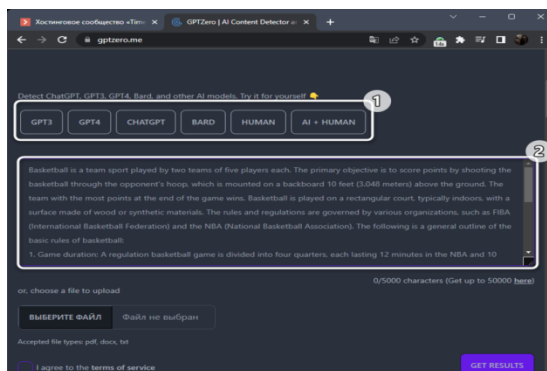 Хостинговое сообщество «Time
GPTZero | AI Content Detector a
gptzero.me
Detect ChatGPT, GPT3, GPT4, Bard, and other AI models. Try it for yourself 👇
1
GPT3 GPT4 CHATGPT BARD HUMAN AI + HUMAN
2
Basketball is a team sport played by two teams of five players each. The primary objective is to score points by shooting the
basketball through the opponent's hoop, which is mounted on a backboard 10 feet (3.048 meters) above the ground. The
team with the most points at the end of the game wins. Basketball is played on a rectangular court, typically indoors, with a
surface made of wood or synthetic materials. The rules and regulations are governed by various organizations, such as FIBA
(International Basketball Federation) and the NBA (National Basketball Association). The following is a general outline of the
basic rules of basketball:
1. Game duration: A regulation basketball game is divided into four quarters, each lasting 12 minutes in the NBA and 10
0/5000 characters (Get up to 50000 here)
or, choose a file to upload
ВЫБЕРИТЕ ФАЙЛ Файл не выбран
Accepted file types: pdf, docx, txt
I agree to the terms of service
GET RESULTS